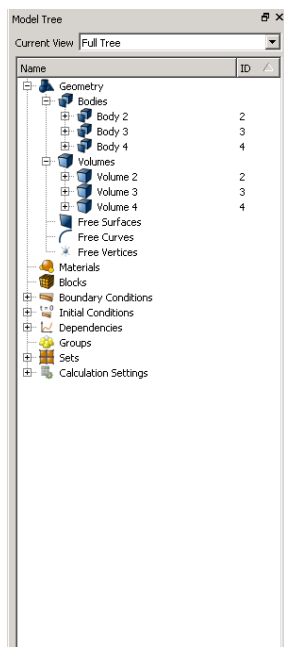 Model Tree
Current View Full Tree
Name ID
Geometry
Bodies
Body 2 2
Body 3 3
Body 4 4
Volumes
Volume 2 2
Volume 3 3
Volume 4 4
Free Surfaces
Free Curves
Free Vertices
Materials
Blocks
Boundary Conditions
t=0 Initial Conditions
Dependencies
Groups
Sets
Calculation Settings